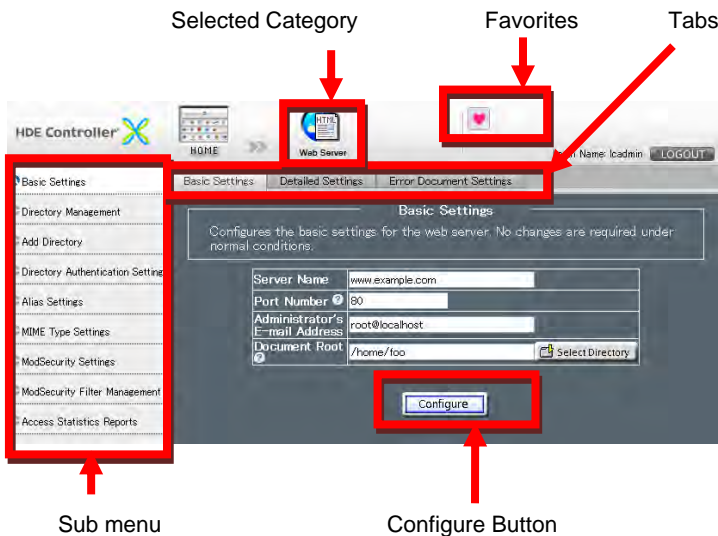 Selected Category
Favorites
Tabs
HDE Controller X
HTML
HOME
Web Server
Name: lcadmin
LOGOUT
Basic Settings
Directory Management
Add Directory
Directory Authentication Setting
Alias Settings
MIME Type Settings
ModSecurity Settings
ModSecurity Filter Management
Access Statistics Reports
Basic Settings
Detailed Settings
Error Document Settings
Basic Settings
Configures the basic settings for the web server. No changes are required under
normal conditions.
Server Name
www.example.com
Port Number ?
80
Administrator's
E-mail Address
root@localhost
Document Root
?
/home/foo
Select Directory
Configure
Sub menu
Configure Button